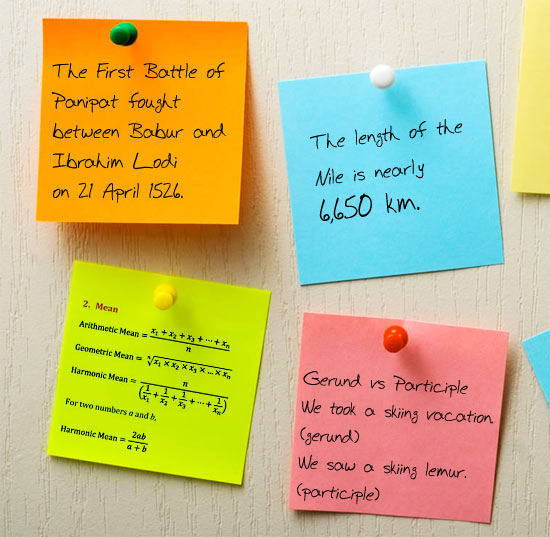 The First Battle of
Panipat fought
between Babur and
Ibrahim Lodi
on 21 April 1526.
The length of the
Nile is nearly
6,650 km.
2. Mean
Arithmetic Mean = (x₁ + x₂ + x₃ + ⋯ + xₙ) / n
Geometric Mean = ⁿ√(x₁ × x₂ × x₃ × … × xₙ)
Harmonic Mean = n / (1/x₁ + 1/x₂ + 1/x₃ + ⋯ + 1/xₙ)
For two numbers a and b,
Harmonic Mean = 2ab / (a + b)
Gerund vs Participle
We took a skiing vacation.
(gerund)
We saw a skiing lemur.
(participle)